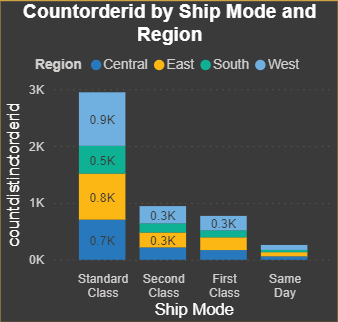 Countorderid by Ship Mode and
Region
Region Central East South West
countdistinctorderid
3K
2K
1K
0K
0.9K
0.5K
0.8K
0.7K
0.3K
0.3K
0.3K
Standard
Class
Second
Class
First
Class
Same
Day
Ship Mode